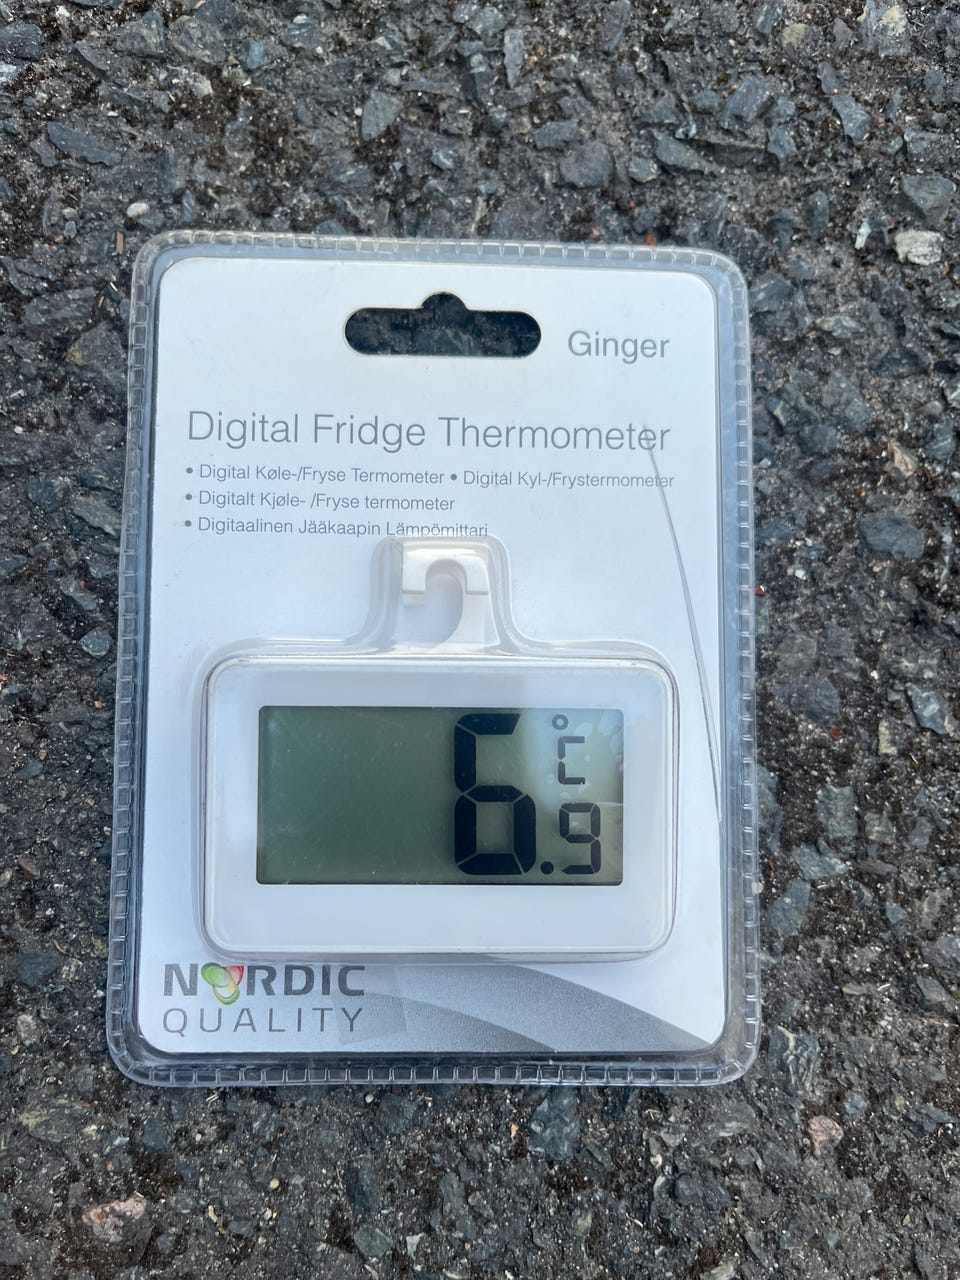 Ginger
Digital Fridge Thermometer
• Digital Køle-/Fryse Termometer • Digital Kyl-/Frystermometer
• Digitalt Kjøle- /Fryse termometer
• Digitaalinen Jääkaapin Lämpömittari
6.9 °C
NORDIC
QUALITY